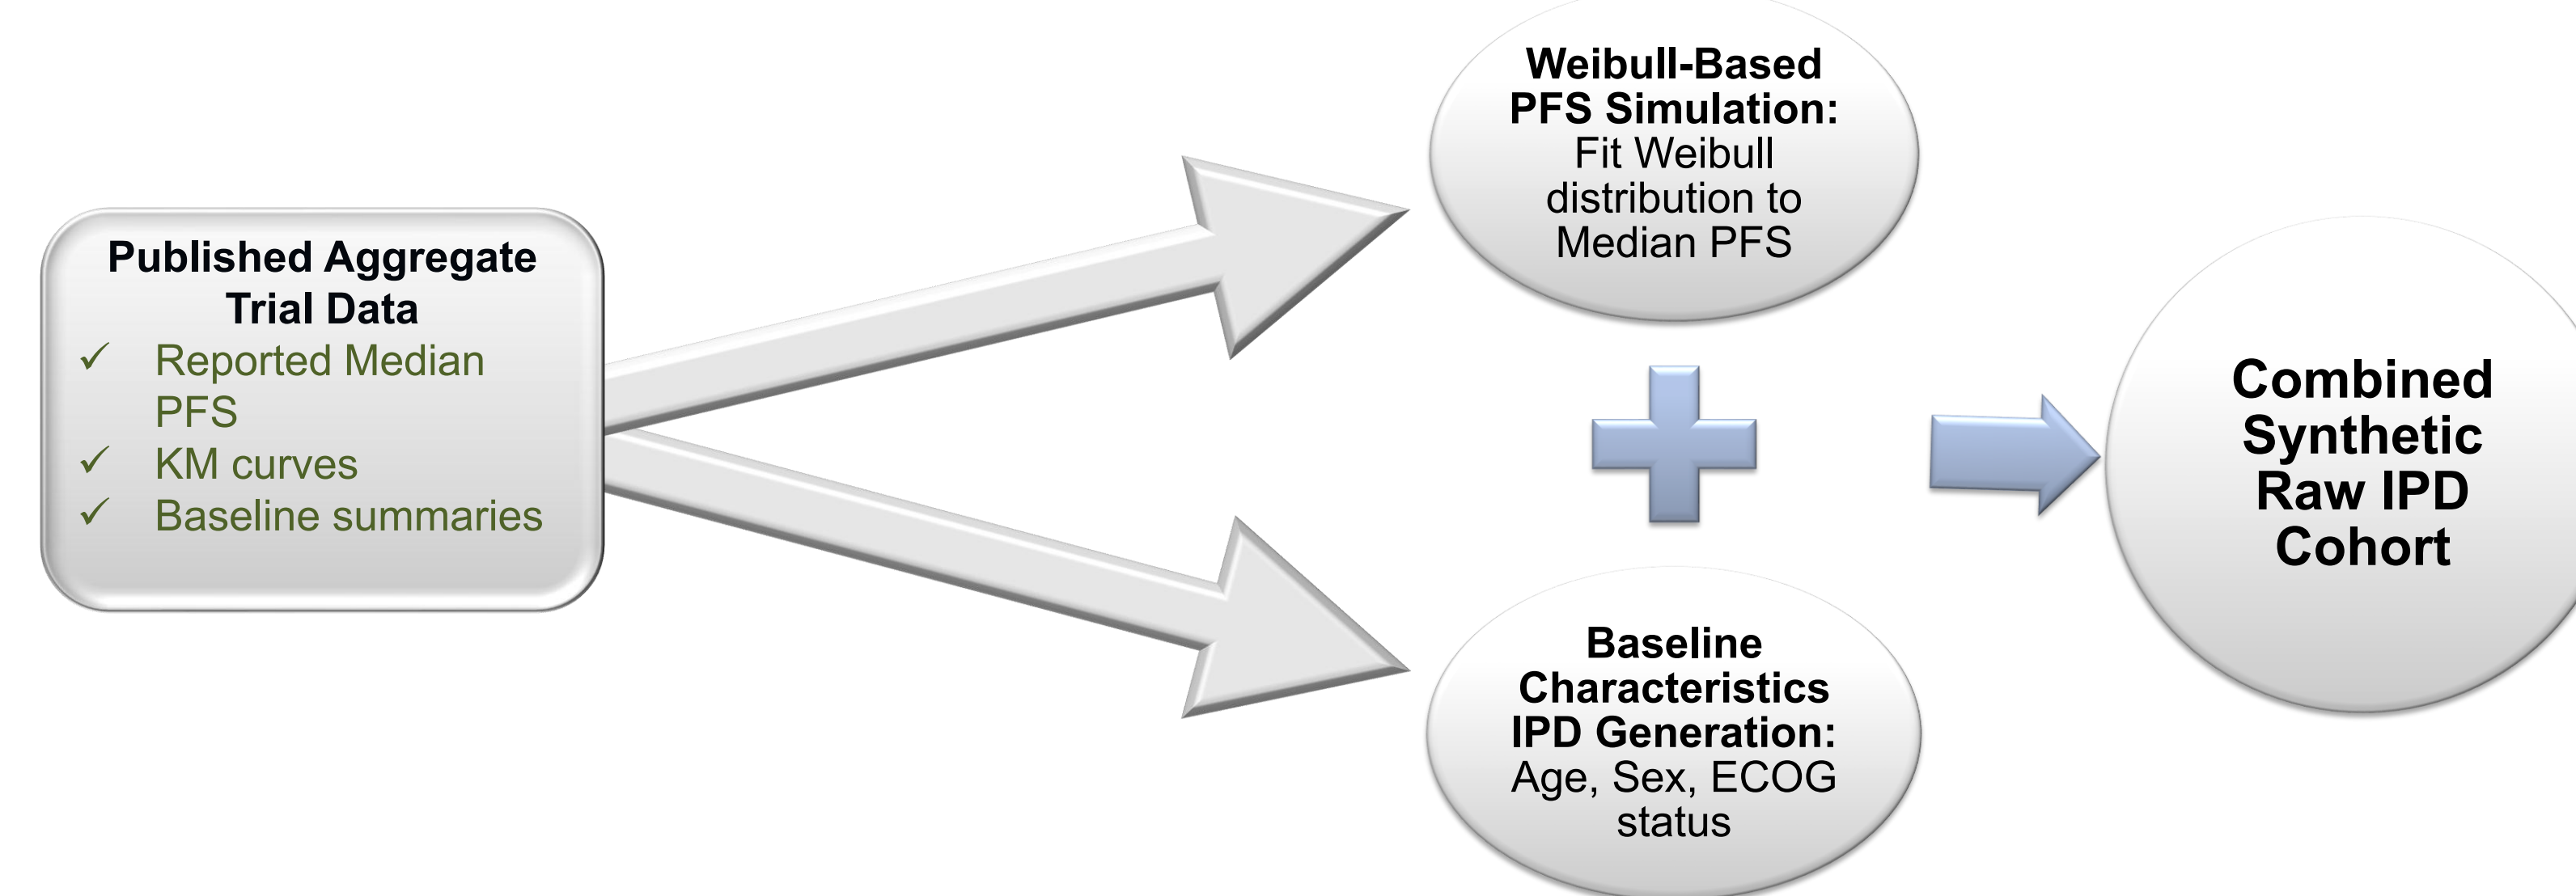 Published Aggregate
Trial Data
✓ Reported Median
PFS
✓ KM curves
✓ Baseline summaries
Weibull-Based
PFS Simulation:
Fit Weibull
distribution to
Median PFS
Baseline
Characteristics
IPD Generation:
Age, Sex, ECOG
status
Combined
Synthetic
Raw IPD
Cohort